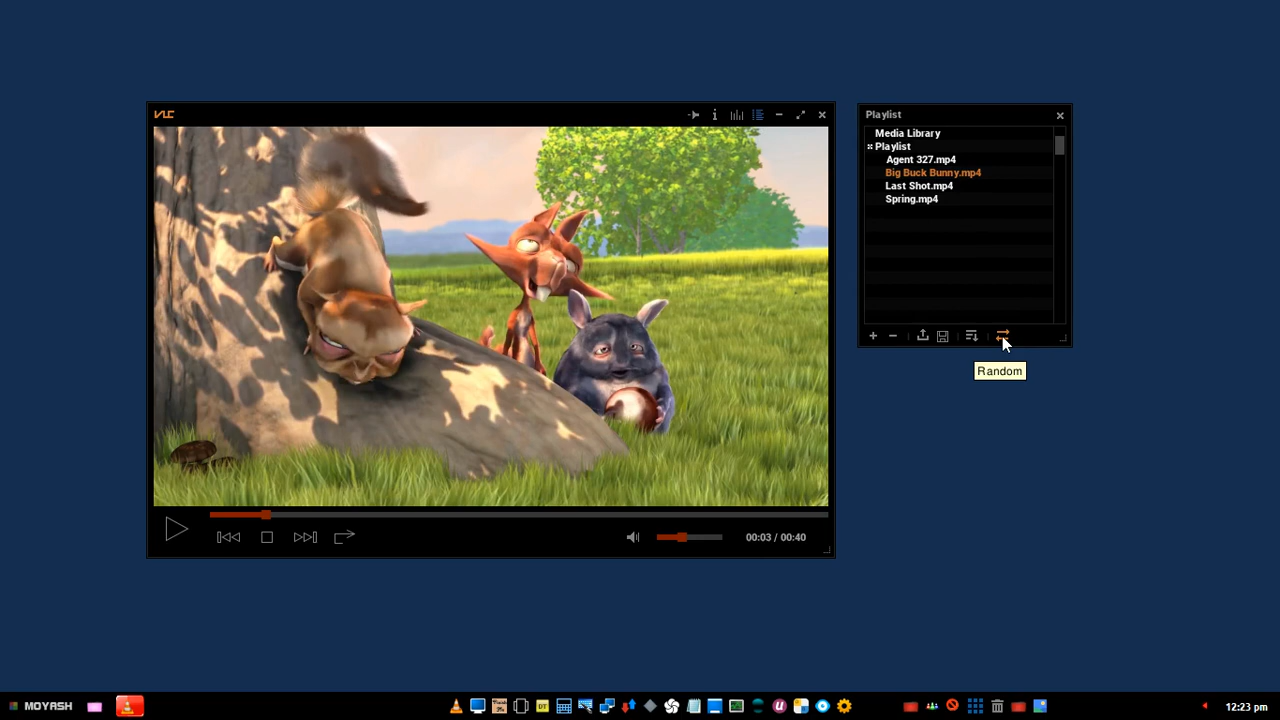 VLC
Playlist
Media Library
Playlist
Agent 327.mp4
Big Buck Bunny.mp4
Last Shot.mp4
Spring.mp4
Random
00:03 / 00:40
MOYASH
DT
12:23 pm